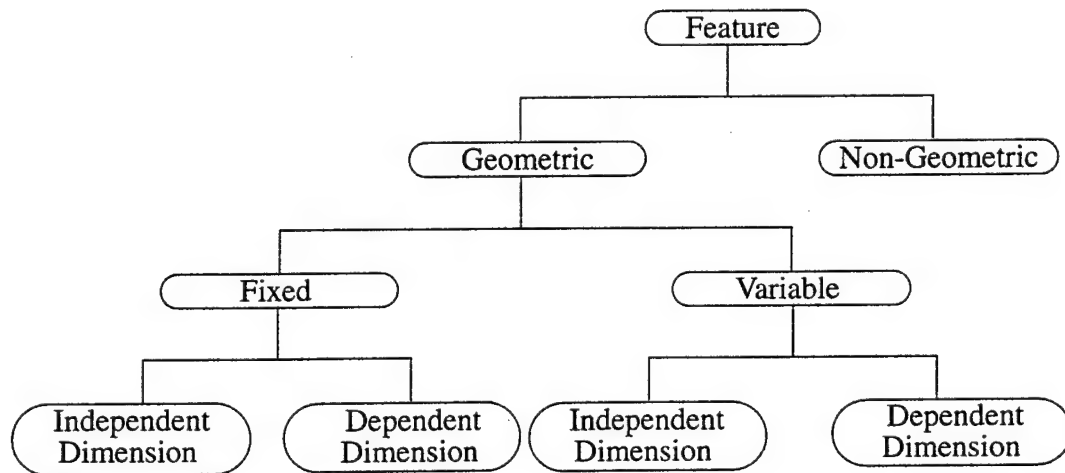 Feature
Geometric
Non-Geometric
Fixed
Variable
Independent
Dimension
Dependent
Dimension
Independent
Dimension
Dependent
Dimension